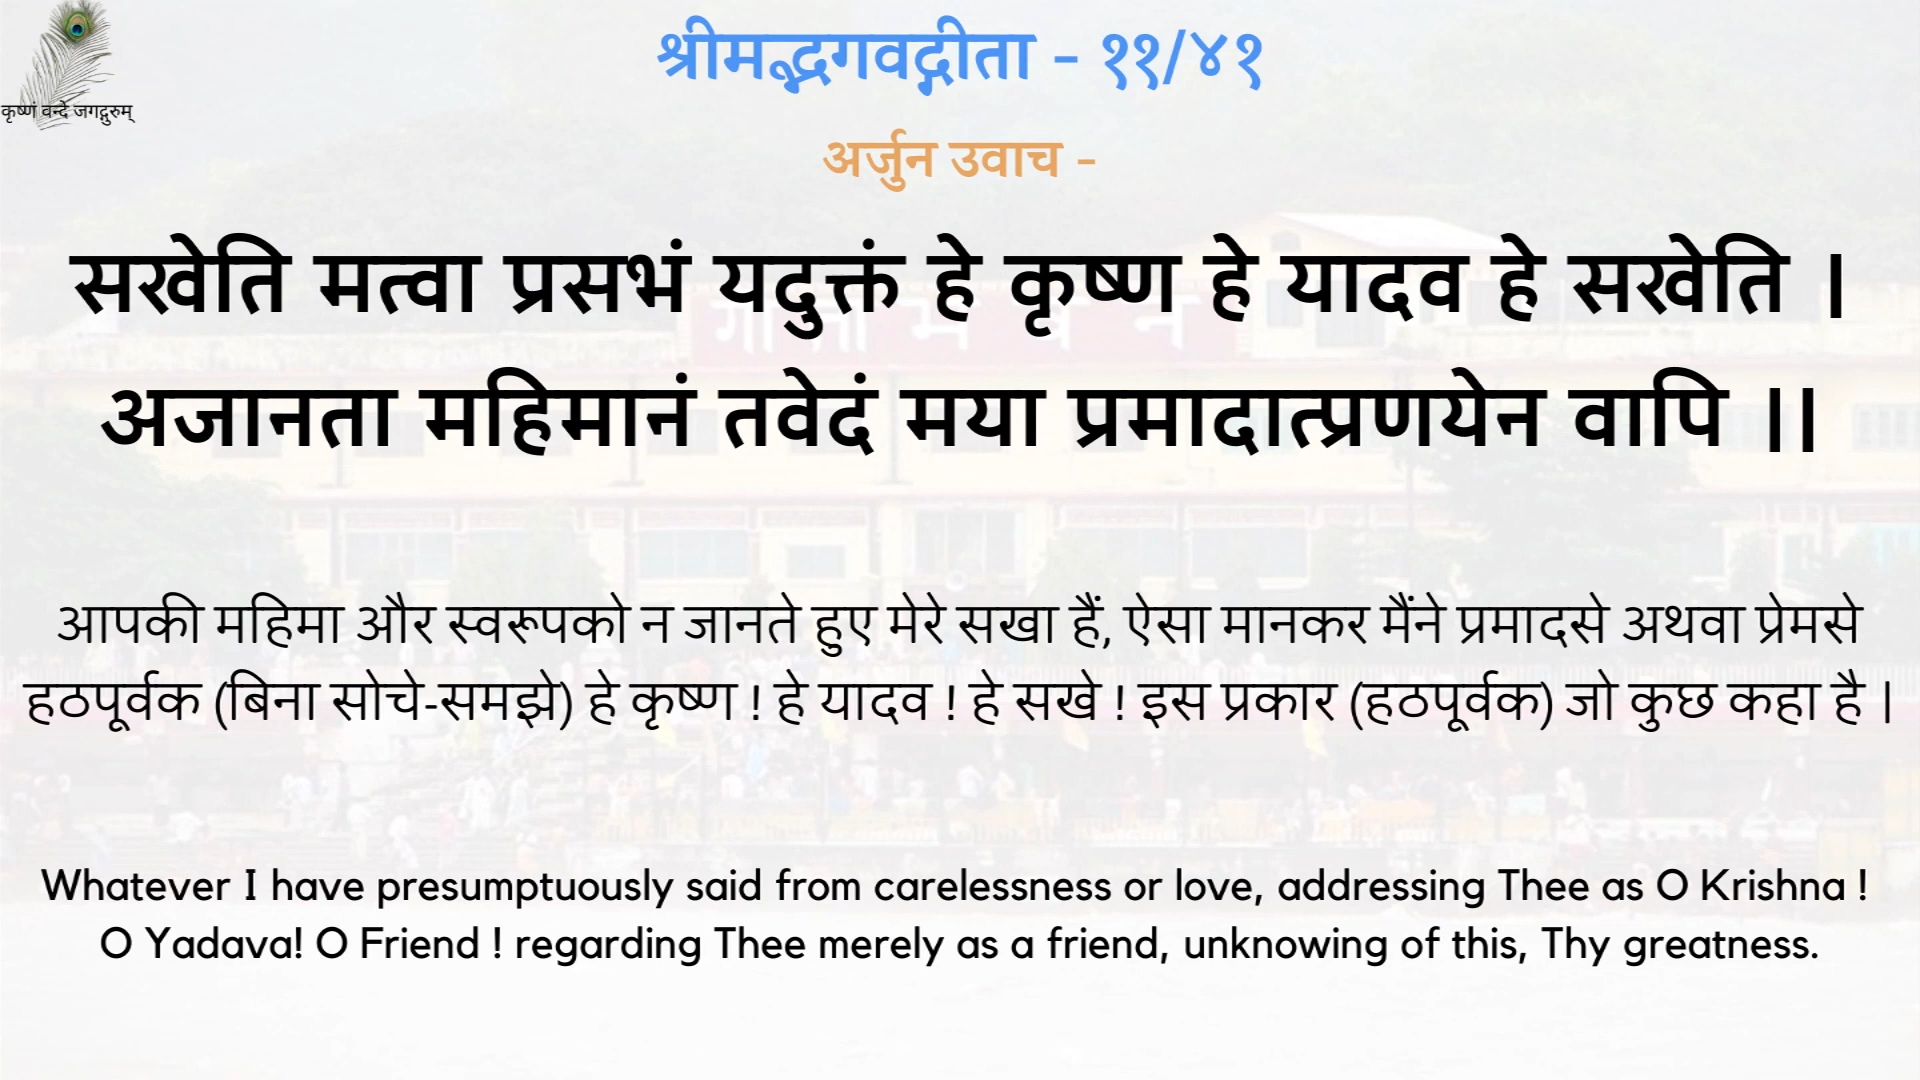 कृष्णं वन्दे जगद्गुरुम्
श्रीमद्भगवद्गीता - ११/४१
अर्जुन उवाच -
सखेति मत्वा प्रसभं यदुक्तं हे कृष्ण हे यादव हे सखेति ।
गीता भवन
अजानता महिमानं तवेदं मया प्रमादात्प्रणयेन वापि ।।
आपकी महिमा और स्वरूपको न जानते हुए मेरे सखा हैं, ऐसा मानकर मैंने प्रमादसे अथवा प्रेमसे
हठपूर्वक (बिना सोचे-समझे) हे कृष्ण ! हे यादव ! हे सखे ! इस प्रकार (हठपूर्वक) जो कुछ कहा है |
Whatever I have presumptuously said from carelessness or love, addressing Thee as O Krishna !
O Yadava! O Friend ! regarding Thee merely as a friend, unknowing of this, Thy greatness.